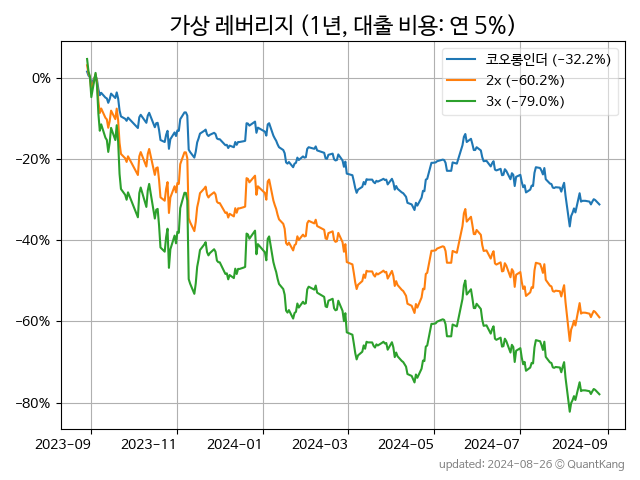 가상 레버리지 (1년, 대출 비용: 연 5%)
코오롱인더 (-32.2%)
2x (-60.2%)
3x (-79.0%)
0%
-20%
-40%
-60%
-80%
2023-09 2023-11 2024-01 2024-03 2024-05 2024-07 2024-09
updated: 2024-08-26 © QuantKang